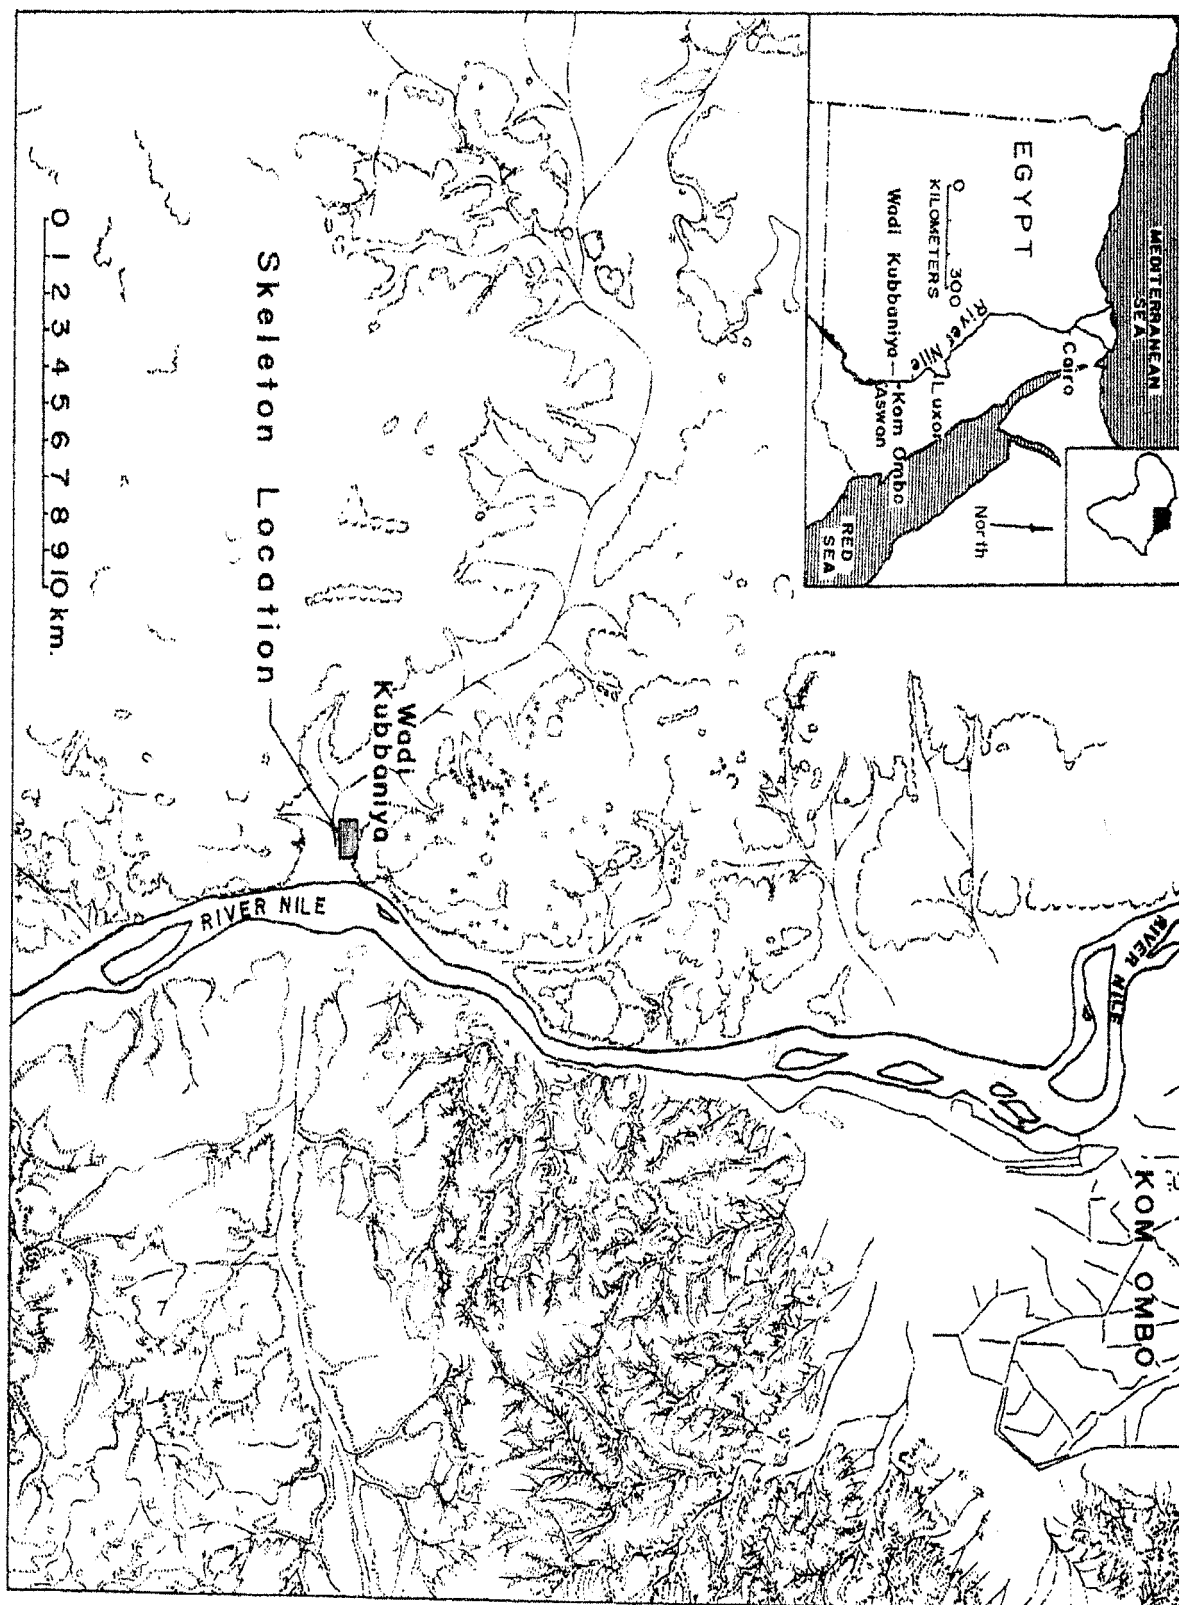 MEDITERRANEAN
SEA
EGYPT
Cairo
0 300
KILOMETERS
River Nile
Luxor
Wadi Kubbaniya
Kom Ombo
Aswan
North
RED
SEA
RIVER NILE
KOM OMBO
Wadi
Kubbaniya
RIVER NILE
Skeleton Location
0 1 2 3 4 5 6 7 8 9 10 km.